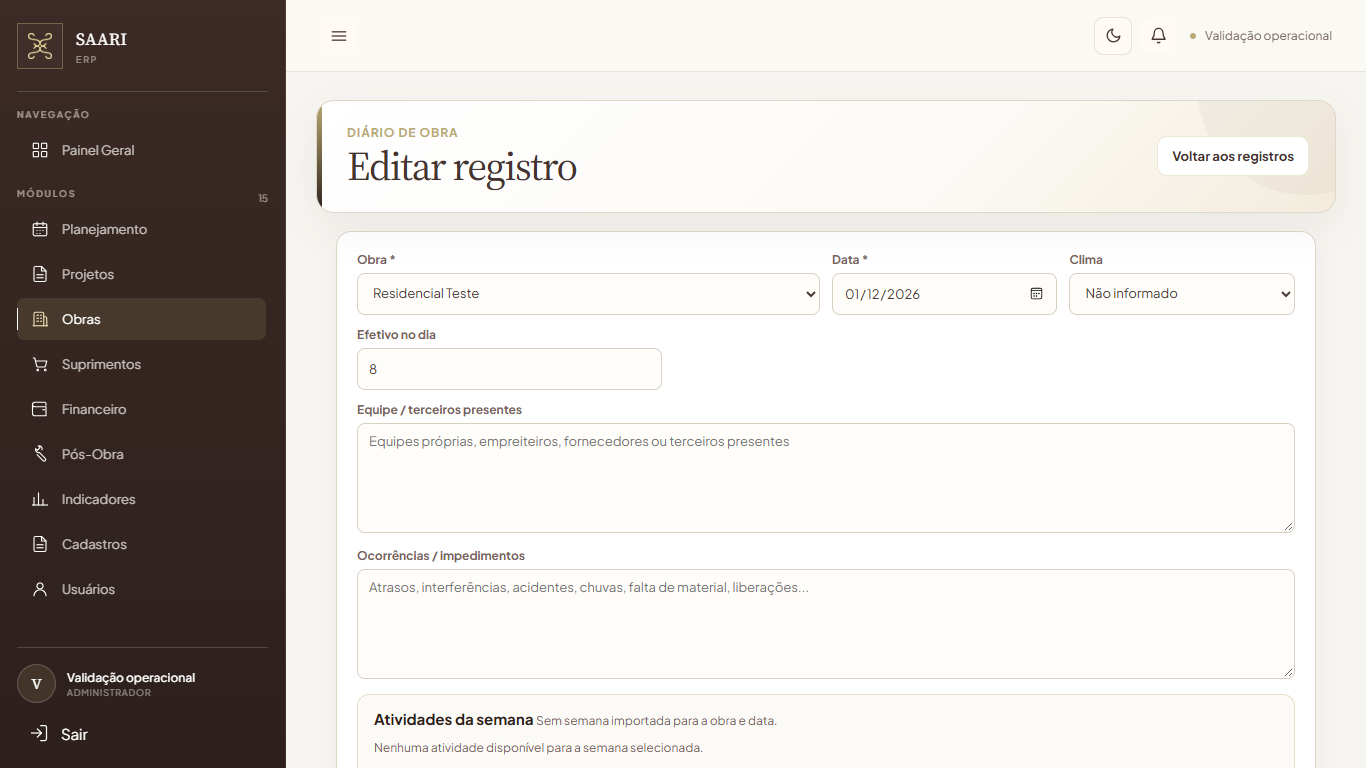 SAARI
ERP
NAVEGAÇÃO
Painel Geral
MÓDULOS
15
Planejamento
Projetos
Obras
Suprimentos
Financeiro
Pós-Obra
Indicadores
Cadastros
Usuários
V
Validação operacional
ADMINISTRADOR
Sair
Validação operacional
DIÁRIO DE OBRA
Editar registro
Voltar aos registros
Obra *
Data *
Clima
Residencial Teste
01/12/2026
Não informado
Efetivo no dia
8
Equipe / terceiros presentes
Equipes próprias, empreiteiros, fornecedores ou terceiros presentes
Ocorrências / impedimentos
Atrasos, interferências, acidentes, chuvas, falta de material, liberações...
Atividades da semana Sem semana importada para a obra e data.
Nenhuma atividade disponível para a semana selecionada.